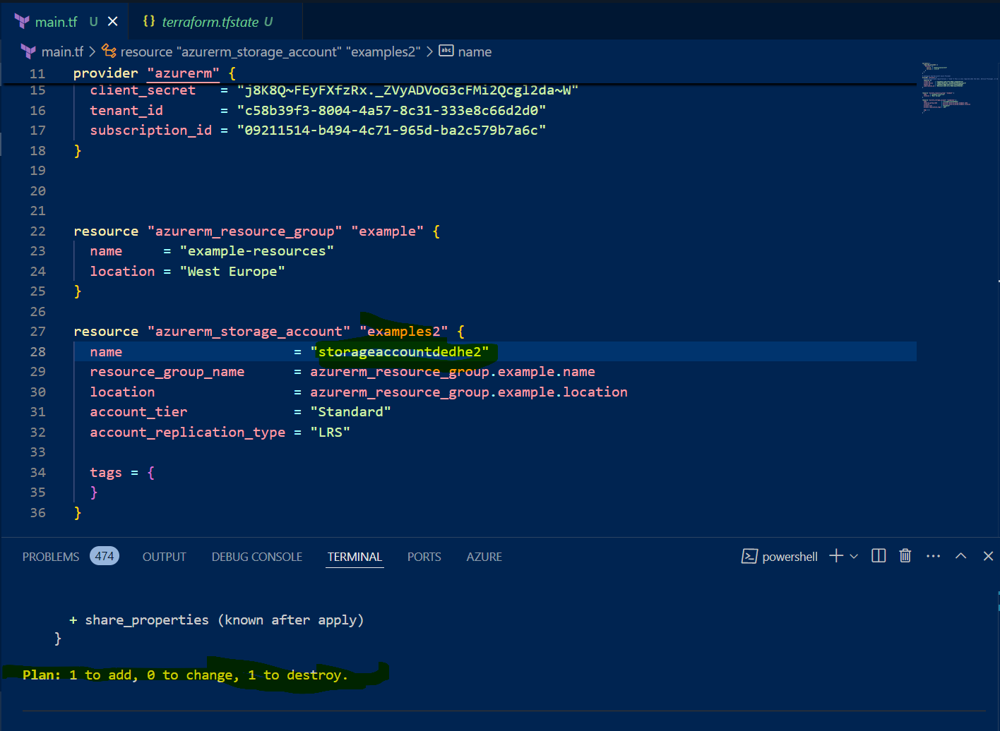 main.tf U
{} terraform.tfstate U
main.tf > resource "azurerm_storage_account" "examples2" > abc name
11 provider "azurerm" {
15 client_secret = "j8K8Q~FEyFXfzRx._ZVyADVoG3cFMi2Qcgl2da~W"
16 tenant_id = "c58b39f3-8004-4a57-8c31-333e8c66d2d0"
17 subscription_id = "09211514-b494-4c71-965d-ba2c579b7a6c"
18 }
19
20
21
22 resource "azurerm_resource_group" "example" {
23 name = "example-resources"
24 location = "West Europe"
25 }
26
27 resource "azurerm_storage_account" "examples2" {
28 name = "storageaccountdedhe2"
29 resource_group_name = azurerm_resource_group.example.name
30 location = azurerm_resource_group.example.location
31 account_tier = "Standard"
32 account_replication_type = "LRS"
33
34 tags = {
35 }
36 }
PROBLEMS 474 OUTPUT DEBUG CONSOLE TERMINAL PORTS AZURE powershell
+ share_properties (known after apply)
}
Plan: 1 to add, 0 to change, 1 to destroy.